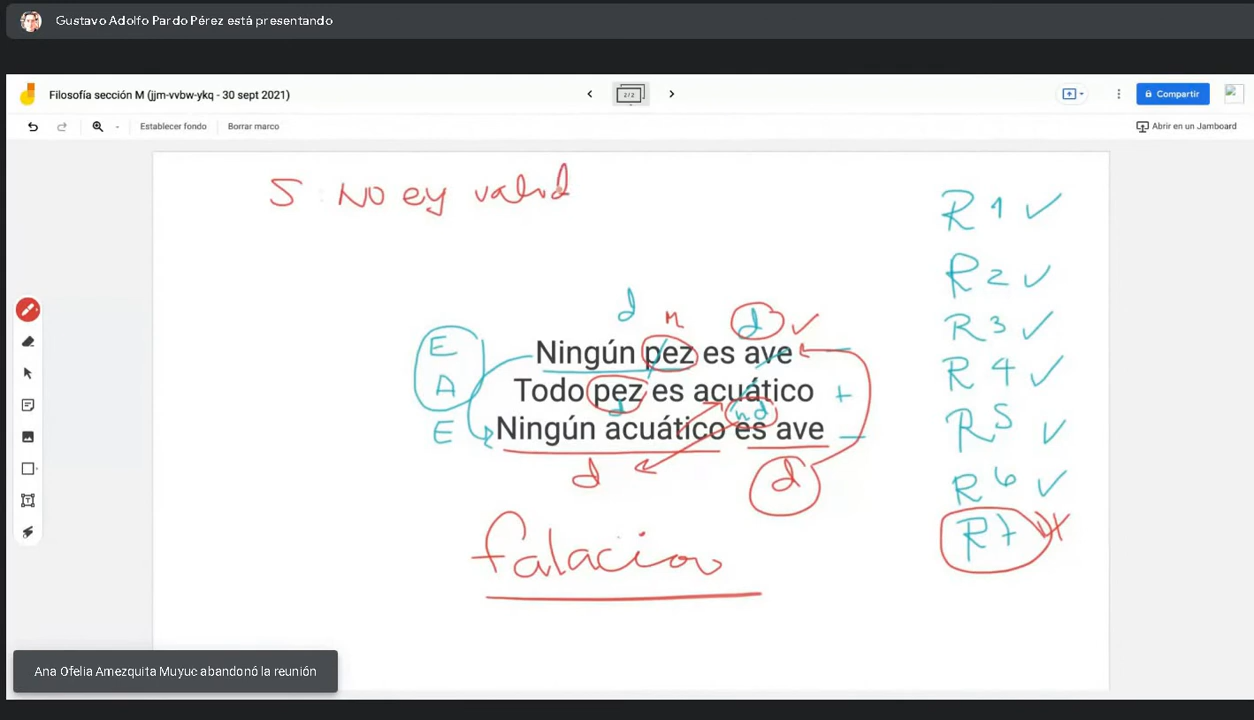 Gustavo Adolfo Pardo Pérez está presentando
Filosofía sección M (jjm-vvbw-ykq - 30 sept 2021)
2/2
Compartir
Establecer fondo
Borrar marco
Abrir en un Jamboard
S : No ey valid
R1 ✓
R2 ✓
R3 ✓
R4 ✓
R5 ✓
R6 ✓
R7
d
n
d ✓
E
Ningún pez es ave
—
A
Todo pez es acuático
+
d
nd
E
Ningún acuático es ave
—
d
d
falacioso
Ana Ofelia Amezquita Muyuc abandonó la reunión